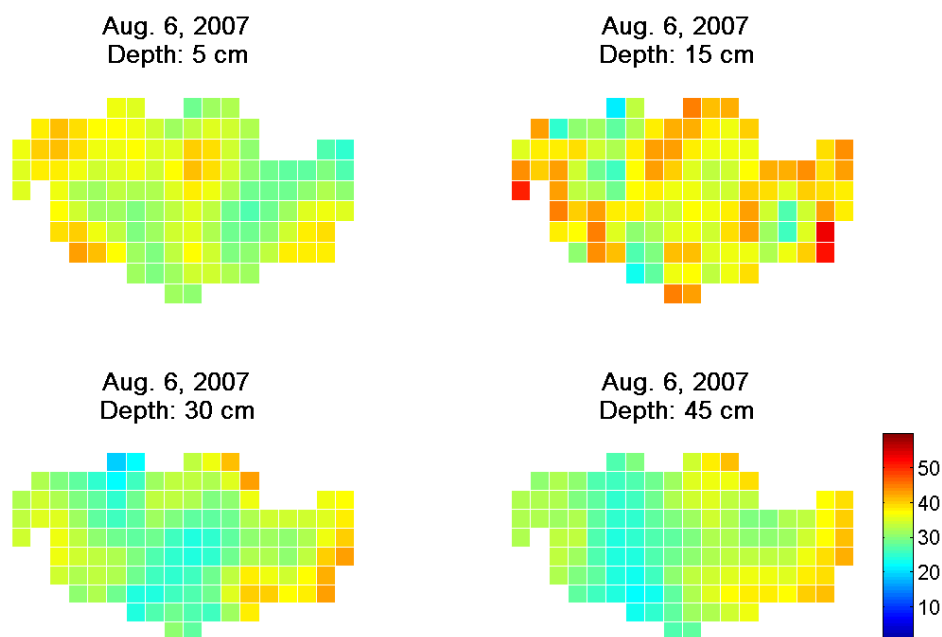 Aug. 6, 2007
Depth: 5 cm
Aug. 6, 2007
Depth: 15 cm
Aug. 6, 2007
Depth: 30 cm
Aug. 6, 2007
Depth: 45 cm
50
40
30
20
10